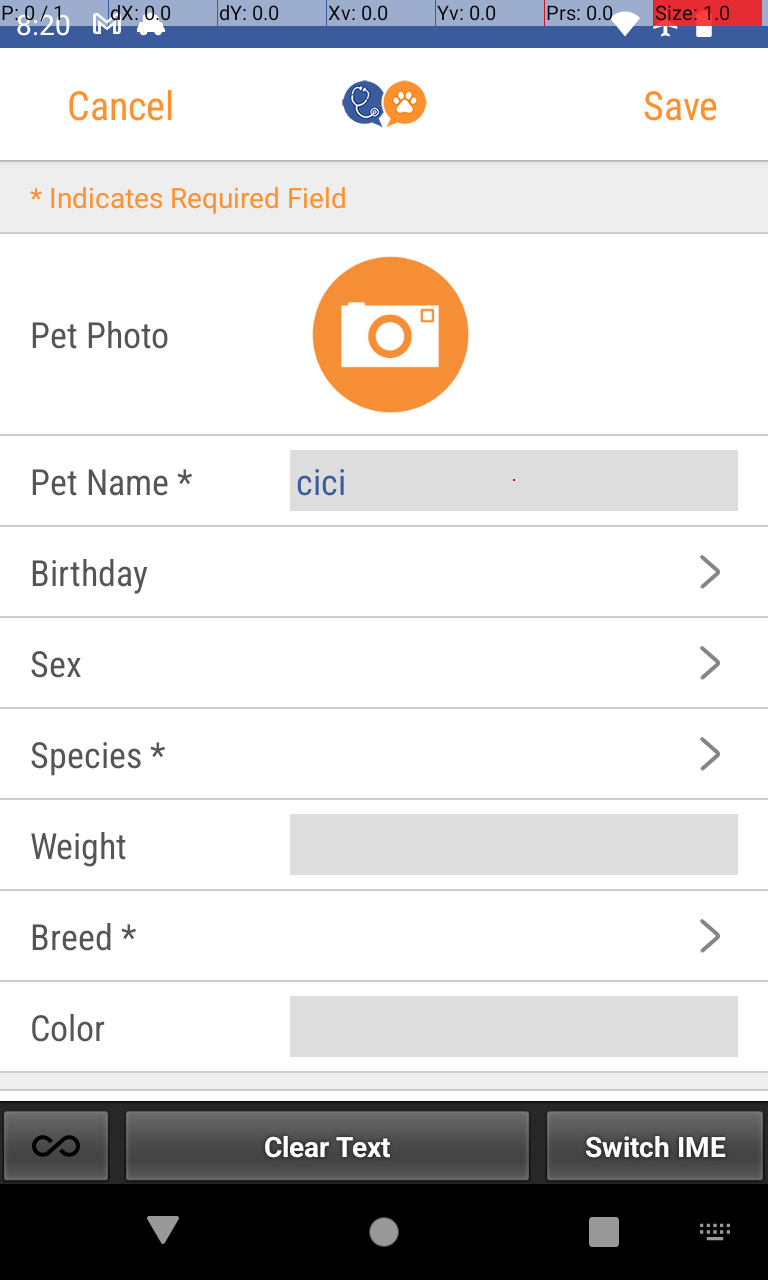 P: 0 / 1 dX: 0.0 dY: 0.0 Xv: 0.0 Yv: 0.0 Prs: 0.0 Size: 1.0
8:20
Cancel Save
* Indicates Required Field
Pet Photo
Pet Name * cici
Birthday
Sex
Species *
Weight
Breed *
Color
Clear Text Switch IME